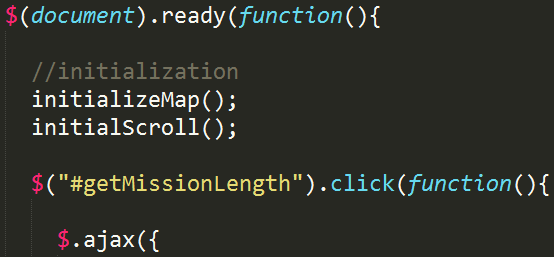 $(document).ready(function(){
//initialization
initializeMap();
initialScroll();
$("#getMissionLength").click(function(){
$.ajax({